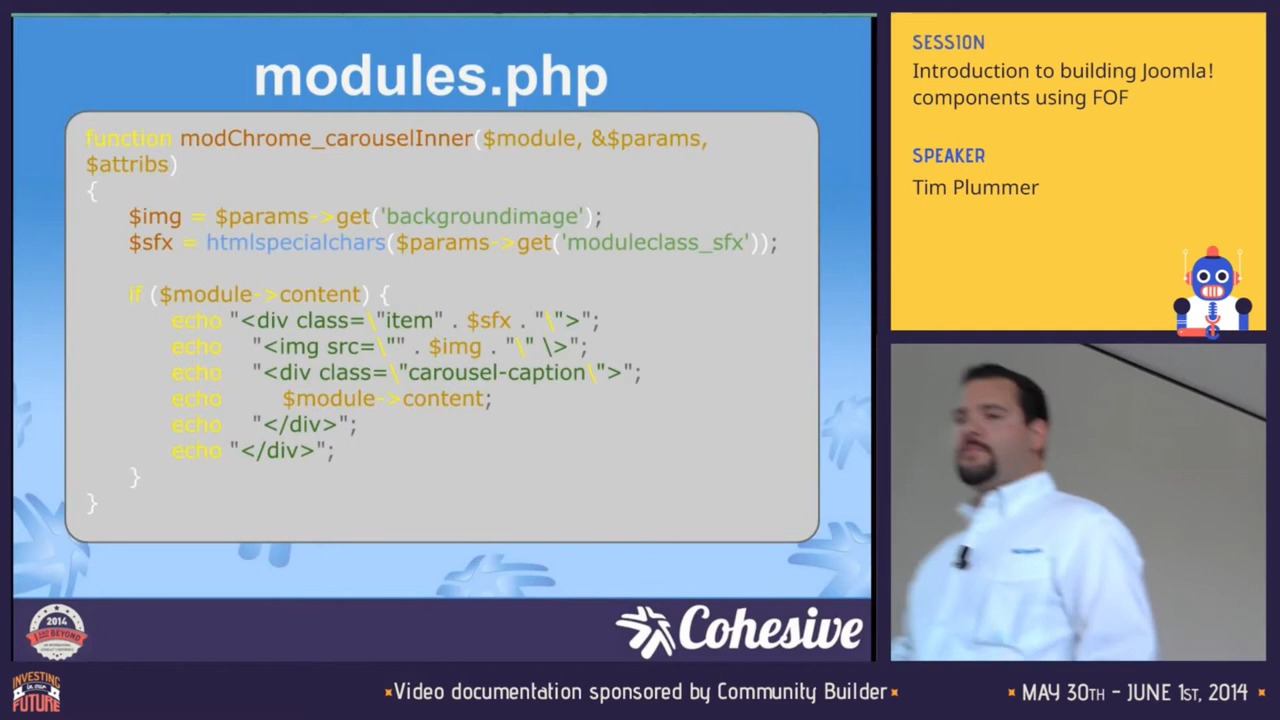 modules.php
function modChrome_carouselInner($module, &$params,
$attribs)
{
$img = $params->get('backgroundimage');
$sfx = htmlspecialchars($params->get('moduleclass_sfx'));
if ($module->content) {
echo "<div class=\"item" . $sfx . "\">";
echo "<img src=\"" . $img . "\" \>";
echo "<div class=\"carousel-caption\">";
echo $module->content;
echo "</div>";
echo "</div>";
}
}
2014
J AND BEYOND
Cohesive
SESSION
Introduction to building Joomla!
components using FOF
SPEAKER
Tim Plummer
INVESTING
IN OUR
FUTURE
Video documentation sponsored by Community Builder
MAY 30TH - JUNE 1ST, 2014